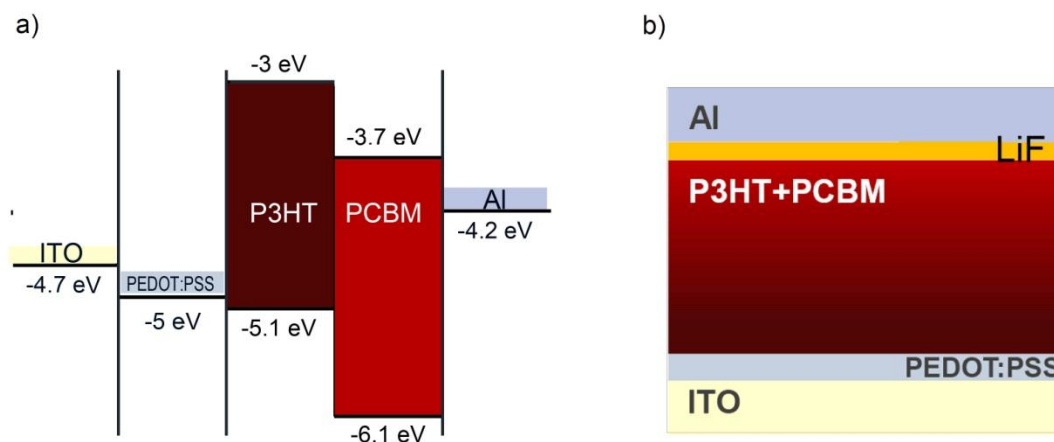 a)
b)
-3 eV
-3.7 eV
P3HT
PCBM
Al
-4.2 eV
ITO
-4.7 eV
PEDOT:PSS
-5 eV
-5.1 eV
-6.1 eV
Al
LiF
P3HT+PCBM
PEDOT:PSS
ITO